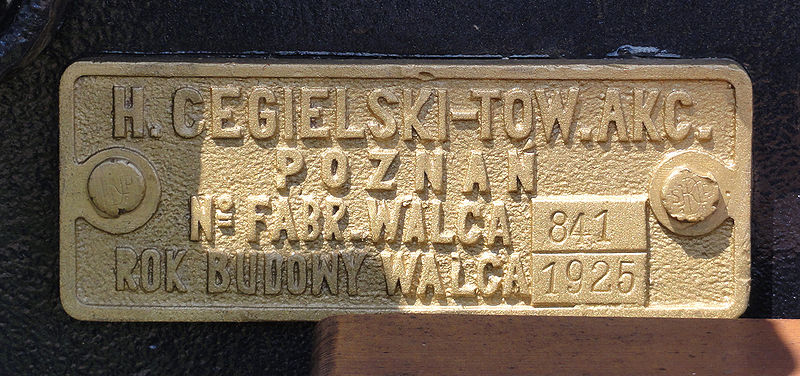 H. CEGIELSKI-TOW. AKC.
POZNAŃ
Nº FABR. WALCA 841
ROK BUDOWY WALCA 1925